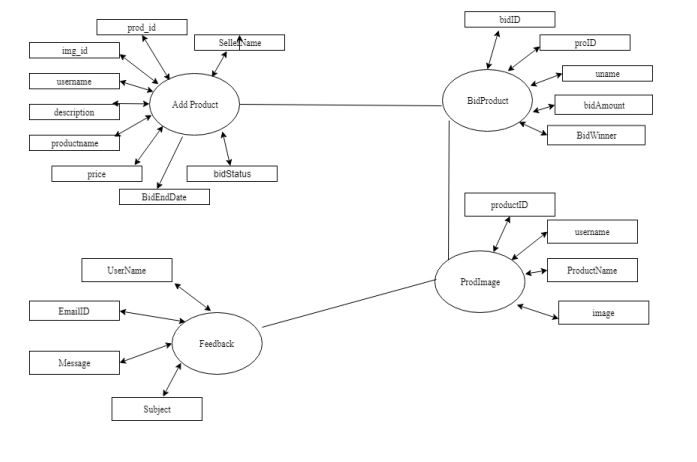 prod_id
SellerName
img_id
username
description
productname
price
BidEndDate
bidStatus
Add Product
bidID
proID
uname
bidAmount
BidWinner
BidProduct
productID
username
ProductName
image
ProdImage
UserName
EmailID
Message
Subject
Feedback